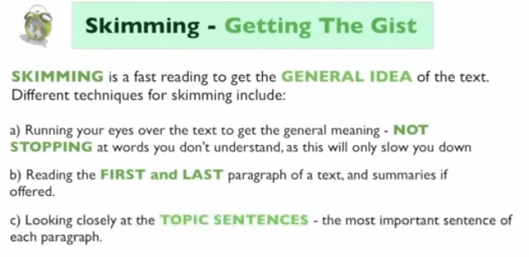 Skimming - Getting The Gist
SKIMMING is a fast reading to get the GENERAL IDEA of the text.
Different techniques for skimming include:
a) Running your eyes over the text to get the general meaning - NOT
STOPPING at words you don't understand, as this will only slow you down
b) Reading the FIRST and LAST paragraph of a text, and summaries if
offered.
c) Looking closely at the TOPIC SENTENCES - the most important sentence of
each paragraph.